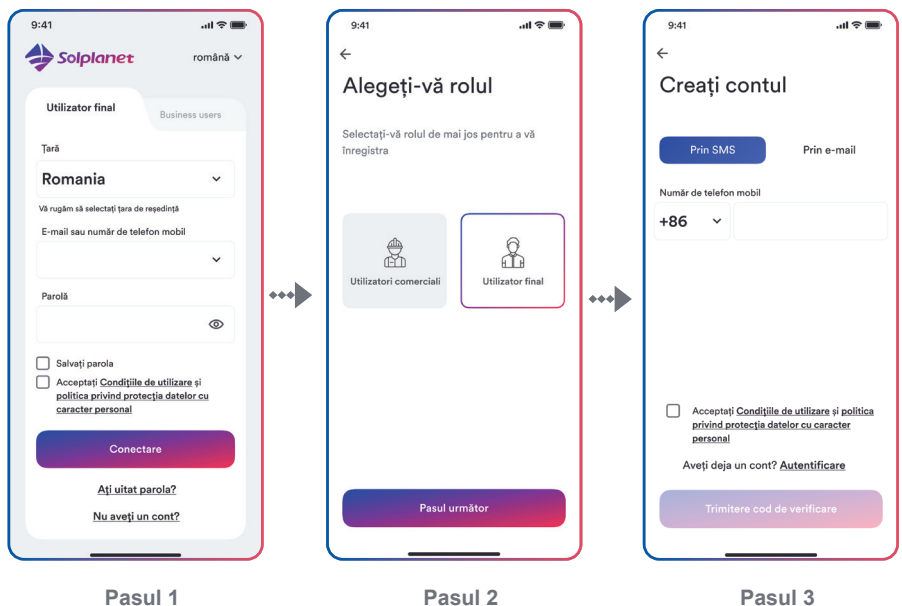 9:41
Solplanet
română
Utilizator final
Business users
Țară
Romania
Vă rugăm să selectați țara de reședință
E-mail sau număr de telefon mobil
Parolă
Salvați parola
Acceptați Condițiile de utilizare și
politica privind protecția datelor cu
caracter personal
Conectare
Ați uitat parola?
Nu aveți un cont?
Pasul 1
9:41
Alegeți-vă rolul
Selectați-vă rolul de mai jos pentru a vă
înregistra
Utilizatori comerciali
Utilizator final
Pasul următor
Pasul 2
9:41
Creați contul
Prin SMS
Prin e-mail
Număr de telefon mobil
+86
Acceptați Condițiile de utilizare și politica
privind protecția datelor cu caracter
personal
Aveți deja un cont? Autentificare
Trimitere cod de verificare
Pasul 3